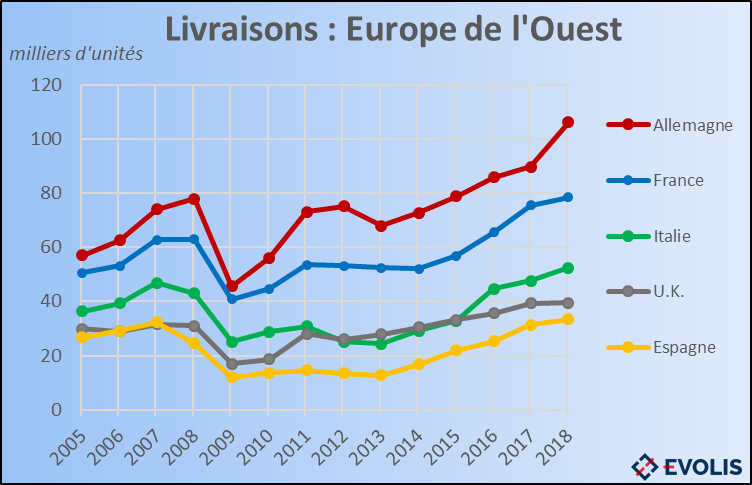 Livraisons : Europe de l'Ouest
milliers d'unités
120
100
80
60
40
20
0
2005 2006 2007 2008 2009 2010 2011 2012 2013 2014 2015 2016 2017 2018
Allemagne
France
Italie
U.K.
Espagne
EVOLIS